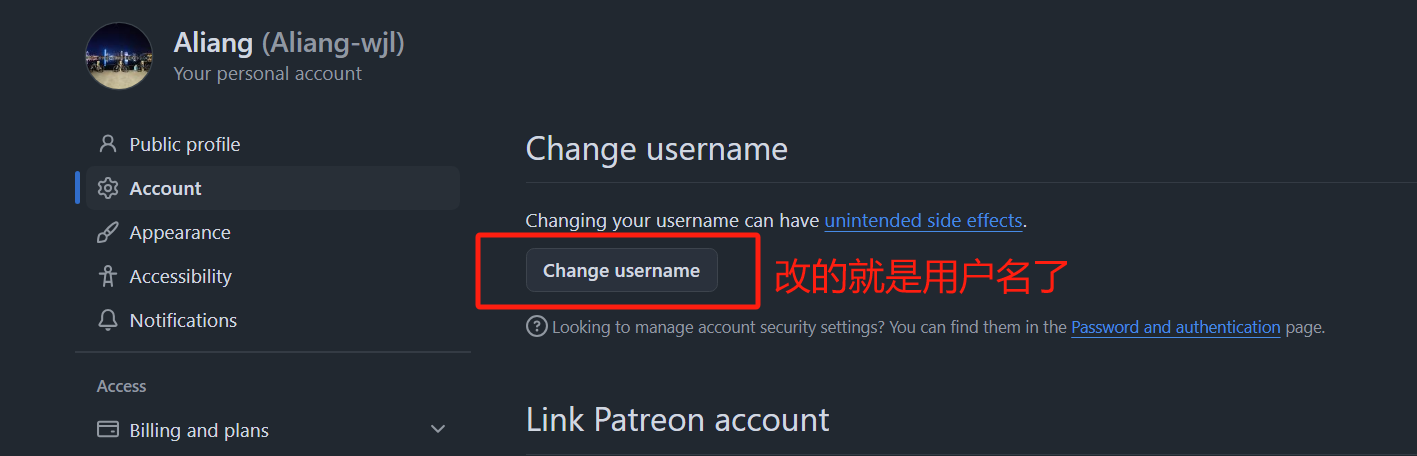 Aliang (Aliang-wjl)
Your personal account
Public profile
Account
Appearance
Accessibility
Notifications
Access
Billing and plans
Change username
Changing your username can have unintended side effects.
Change username
改的就是用户名了
Looking to manage account security settings? You can find them in the Password and authentication page.
Link Patreon account